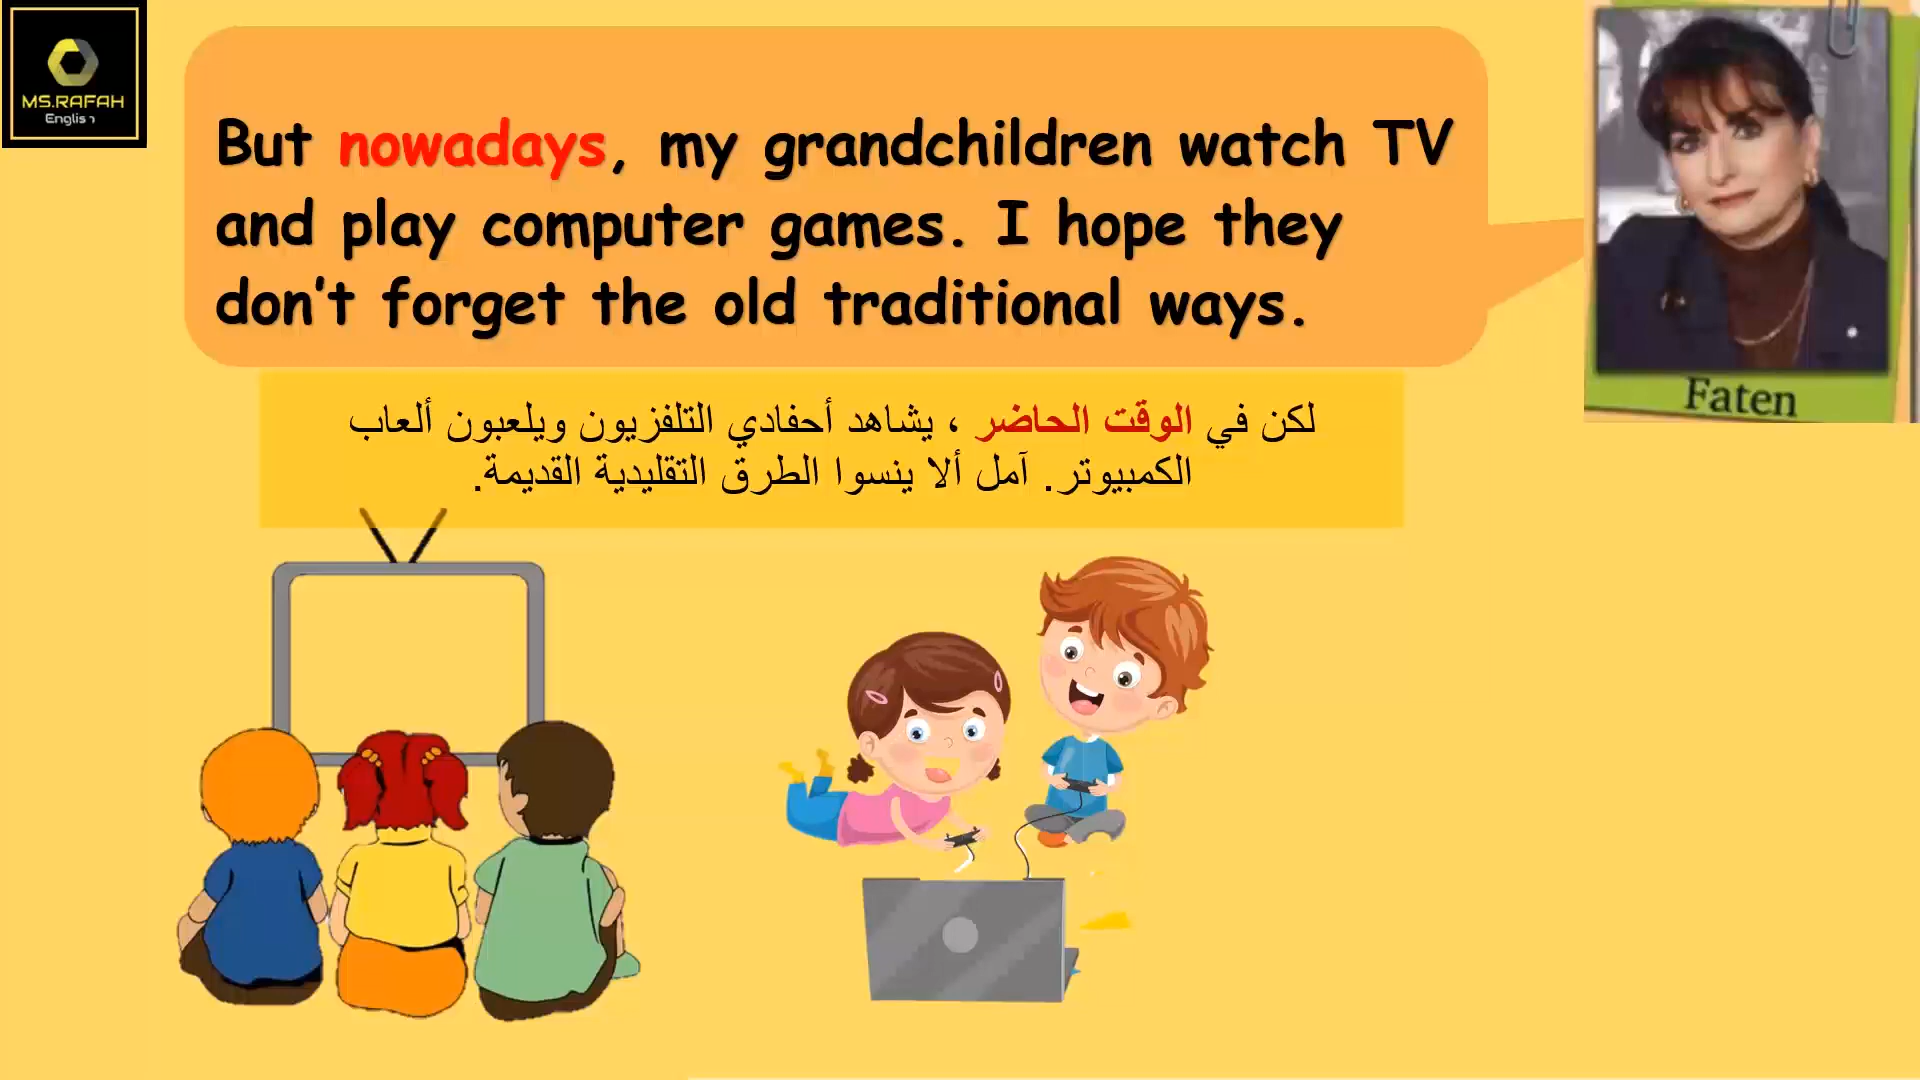 MS.RAFAH
English
But nowadays, my grandchildren watch TV
and play computer games. I hope they
don't forget the old traditional ways.
Faten
لكن في الوقت الحاضر ، يشاهد أحفادي التلفزيون ويلعبون ألعاب
الكمبيوتر. آمل ألا ينسوا الطرق التقليدية القديمة.